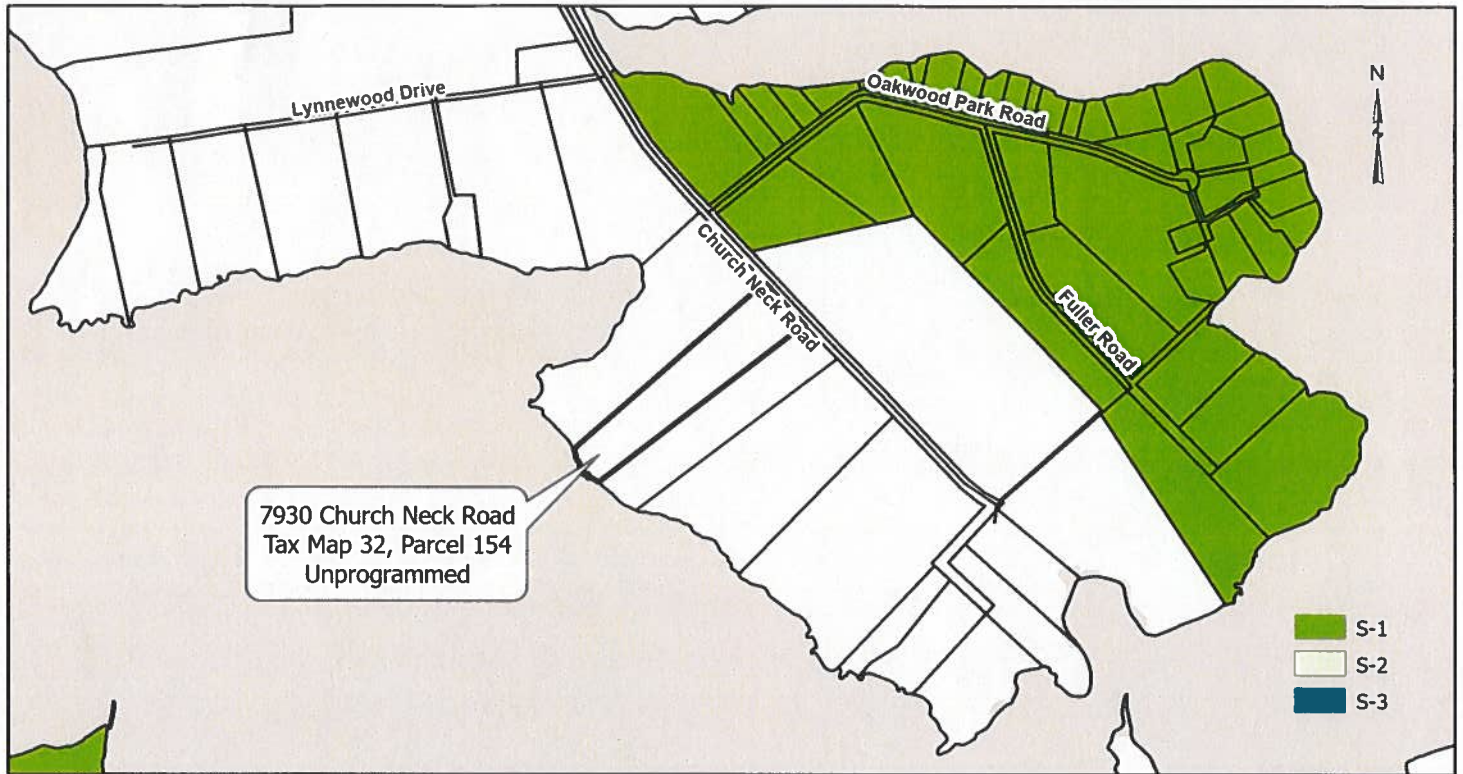 N
Lynnewood Drive
Oakwood Park Road
Church Neck Road
Fuller Road
7930 Church Neck Road
Tax Map 32, Parcel 154
Unprogrammed
S-1
S-2
S-3